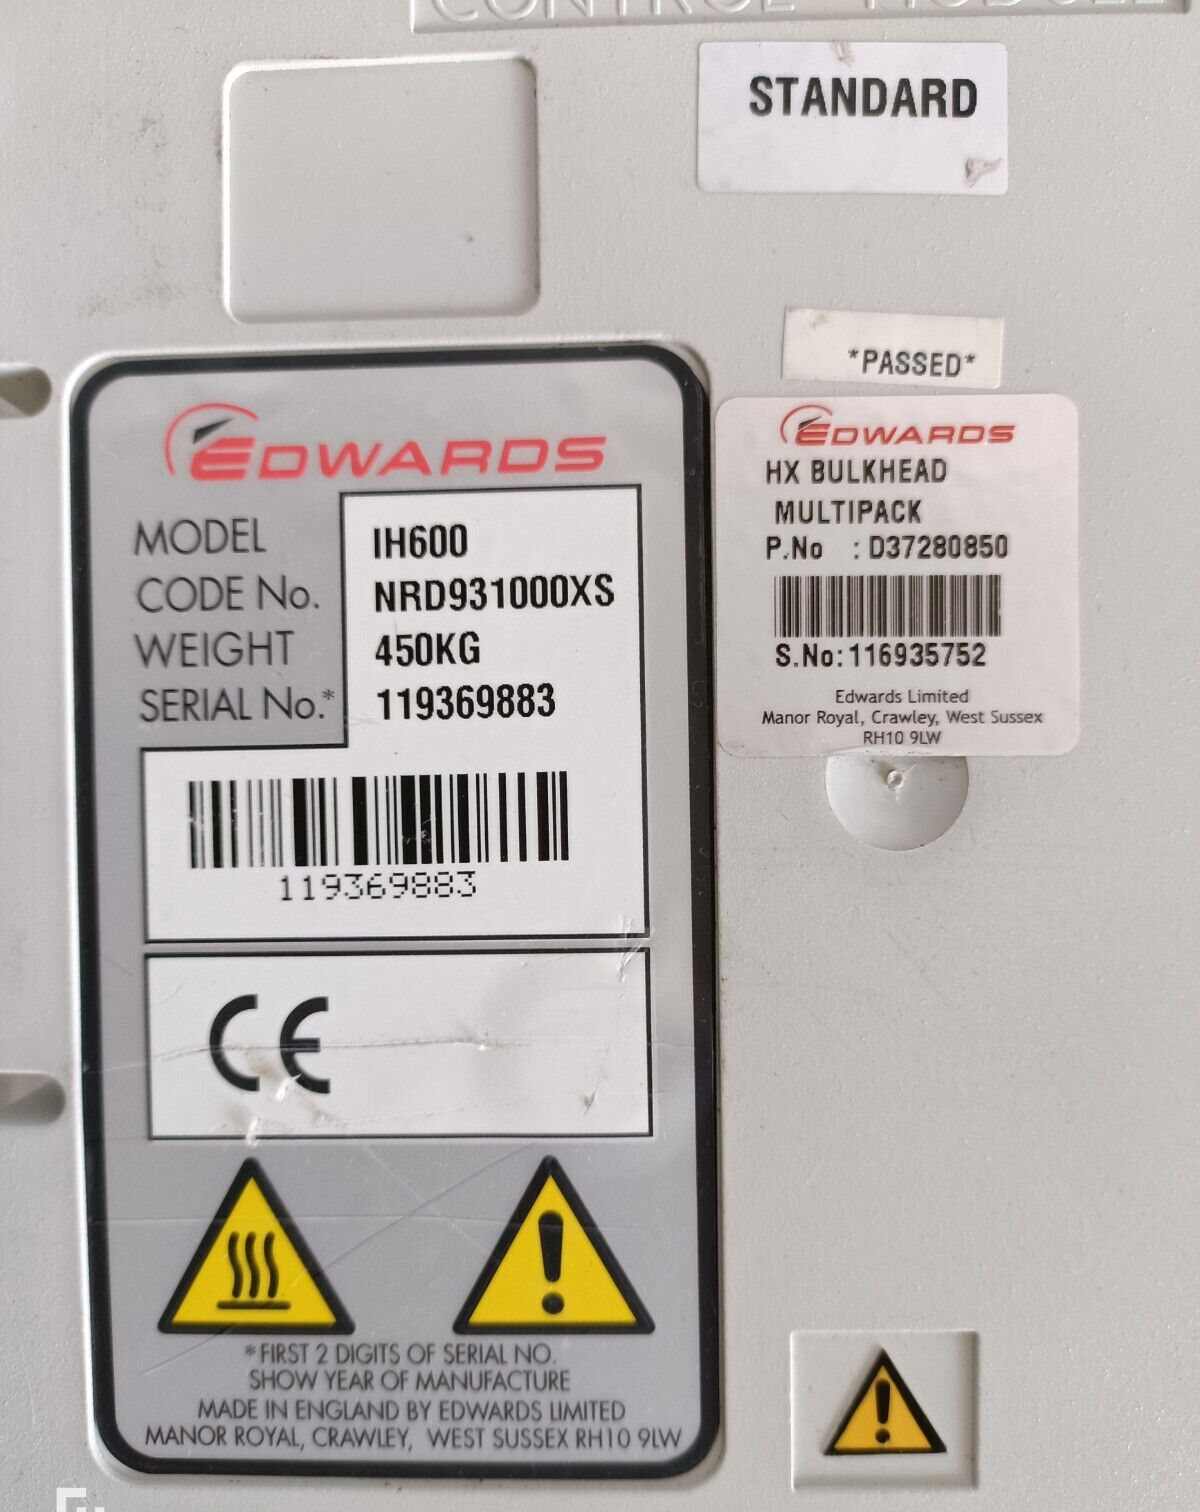 CONTROL MODULE
STANDARD
*PASSED*
EDWARDS
MODEL IH600
CODE No. NRD931000XS
WEIGHT 450KG
SERIAL No.* 119369883
119369883
CE
*FIRST 2 DIGITS OF SERIAL NO.
SHOW YEAR OF MANUFACTURE
MADE IN ENGLAND BY EDWARDS LIMITED
MANOR ROYAL, CRAWLEY, WEST SUSSEX RH10 9LW
EDWARDS
HX BULKHEAD
MULTIPACK
P.No : D37280850
S.No:116935752
Edwards Limited
Manor Royal, Crawley, West Sussex
RH10 9LW